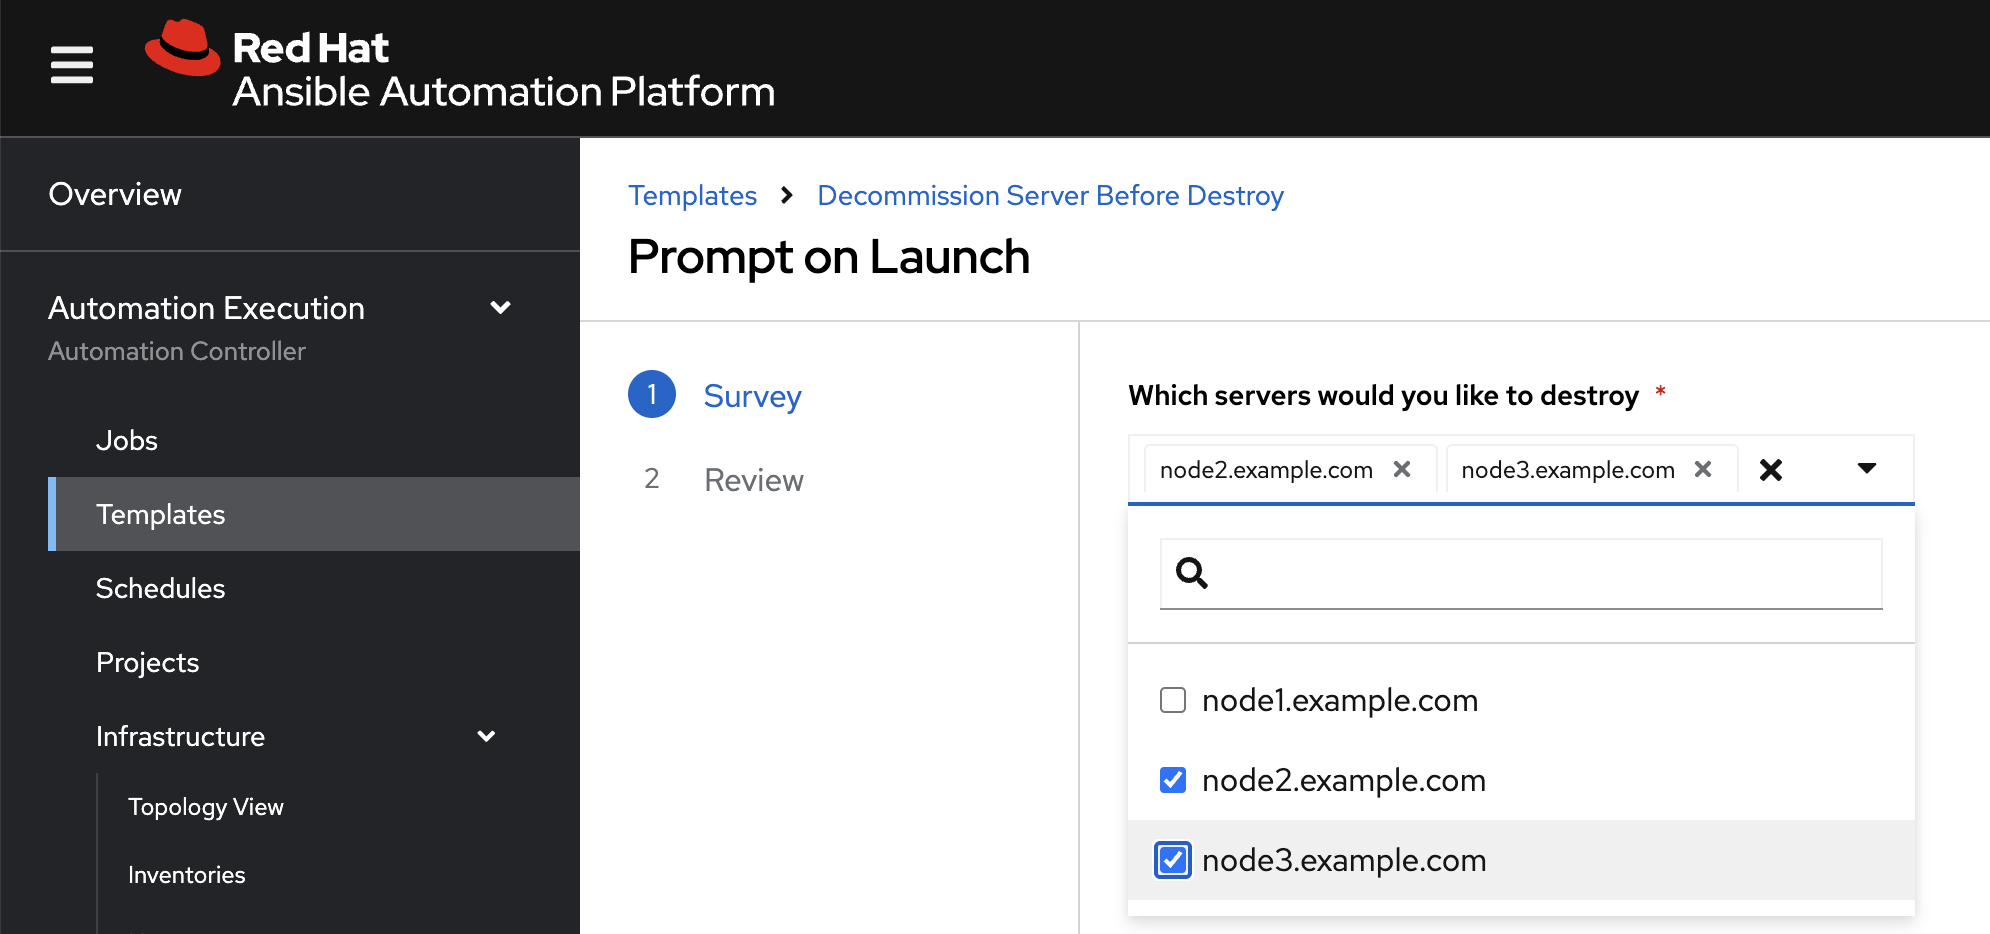 Red Hat
Ansible Automation Platform
Overview
Automation Execution
Automation Controller
Jobs
Templates
Schedules
Projects
Infrastructure
Topology View
Inventories
Templates > Decommission Server Before Destroy
Prompt on Launch
1 Survey
2 Review
Which servers would you like to destroy *
node2.example.com node3.example.com
node1.example.com
node2.example.com
node3.example.com